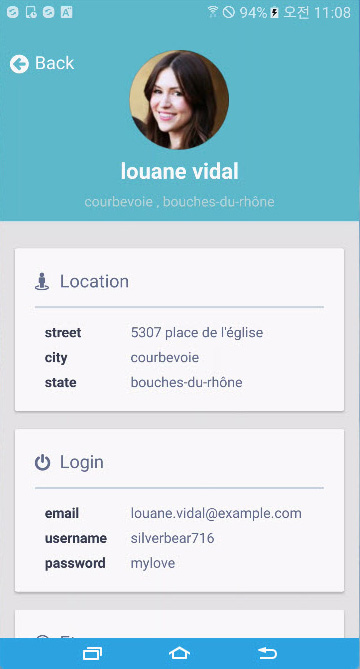 94% 오전 11:08
Back
louane vidal
courbevoie , bouches-du-rhône
Location
street 5307 place de l'église
city courbevoie
state bouches-du-rhône
Login
email louane.vidal@example.com
username silverbear716
password mylove